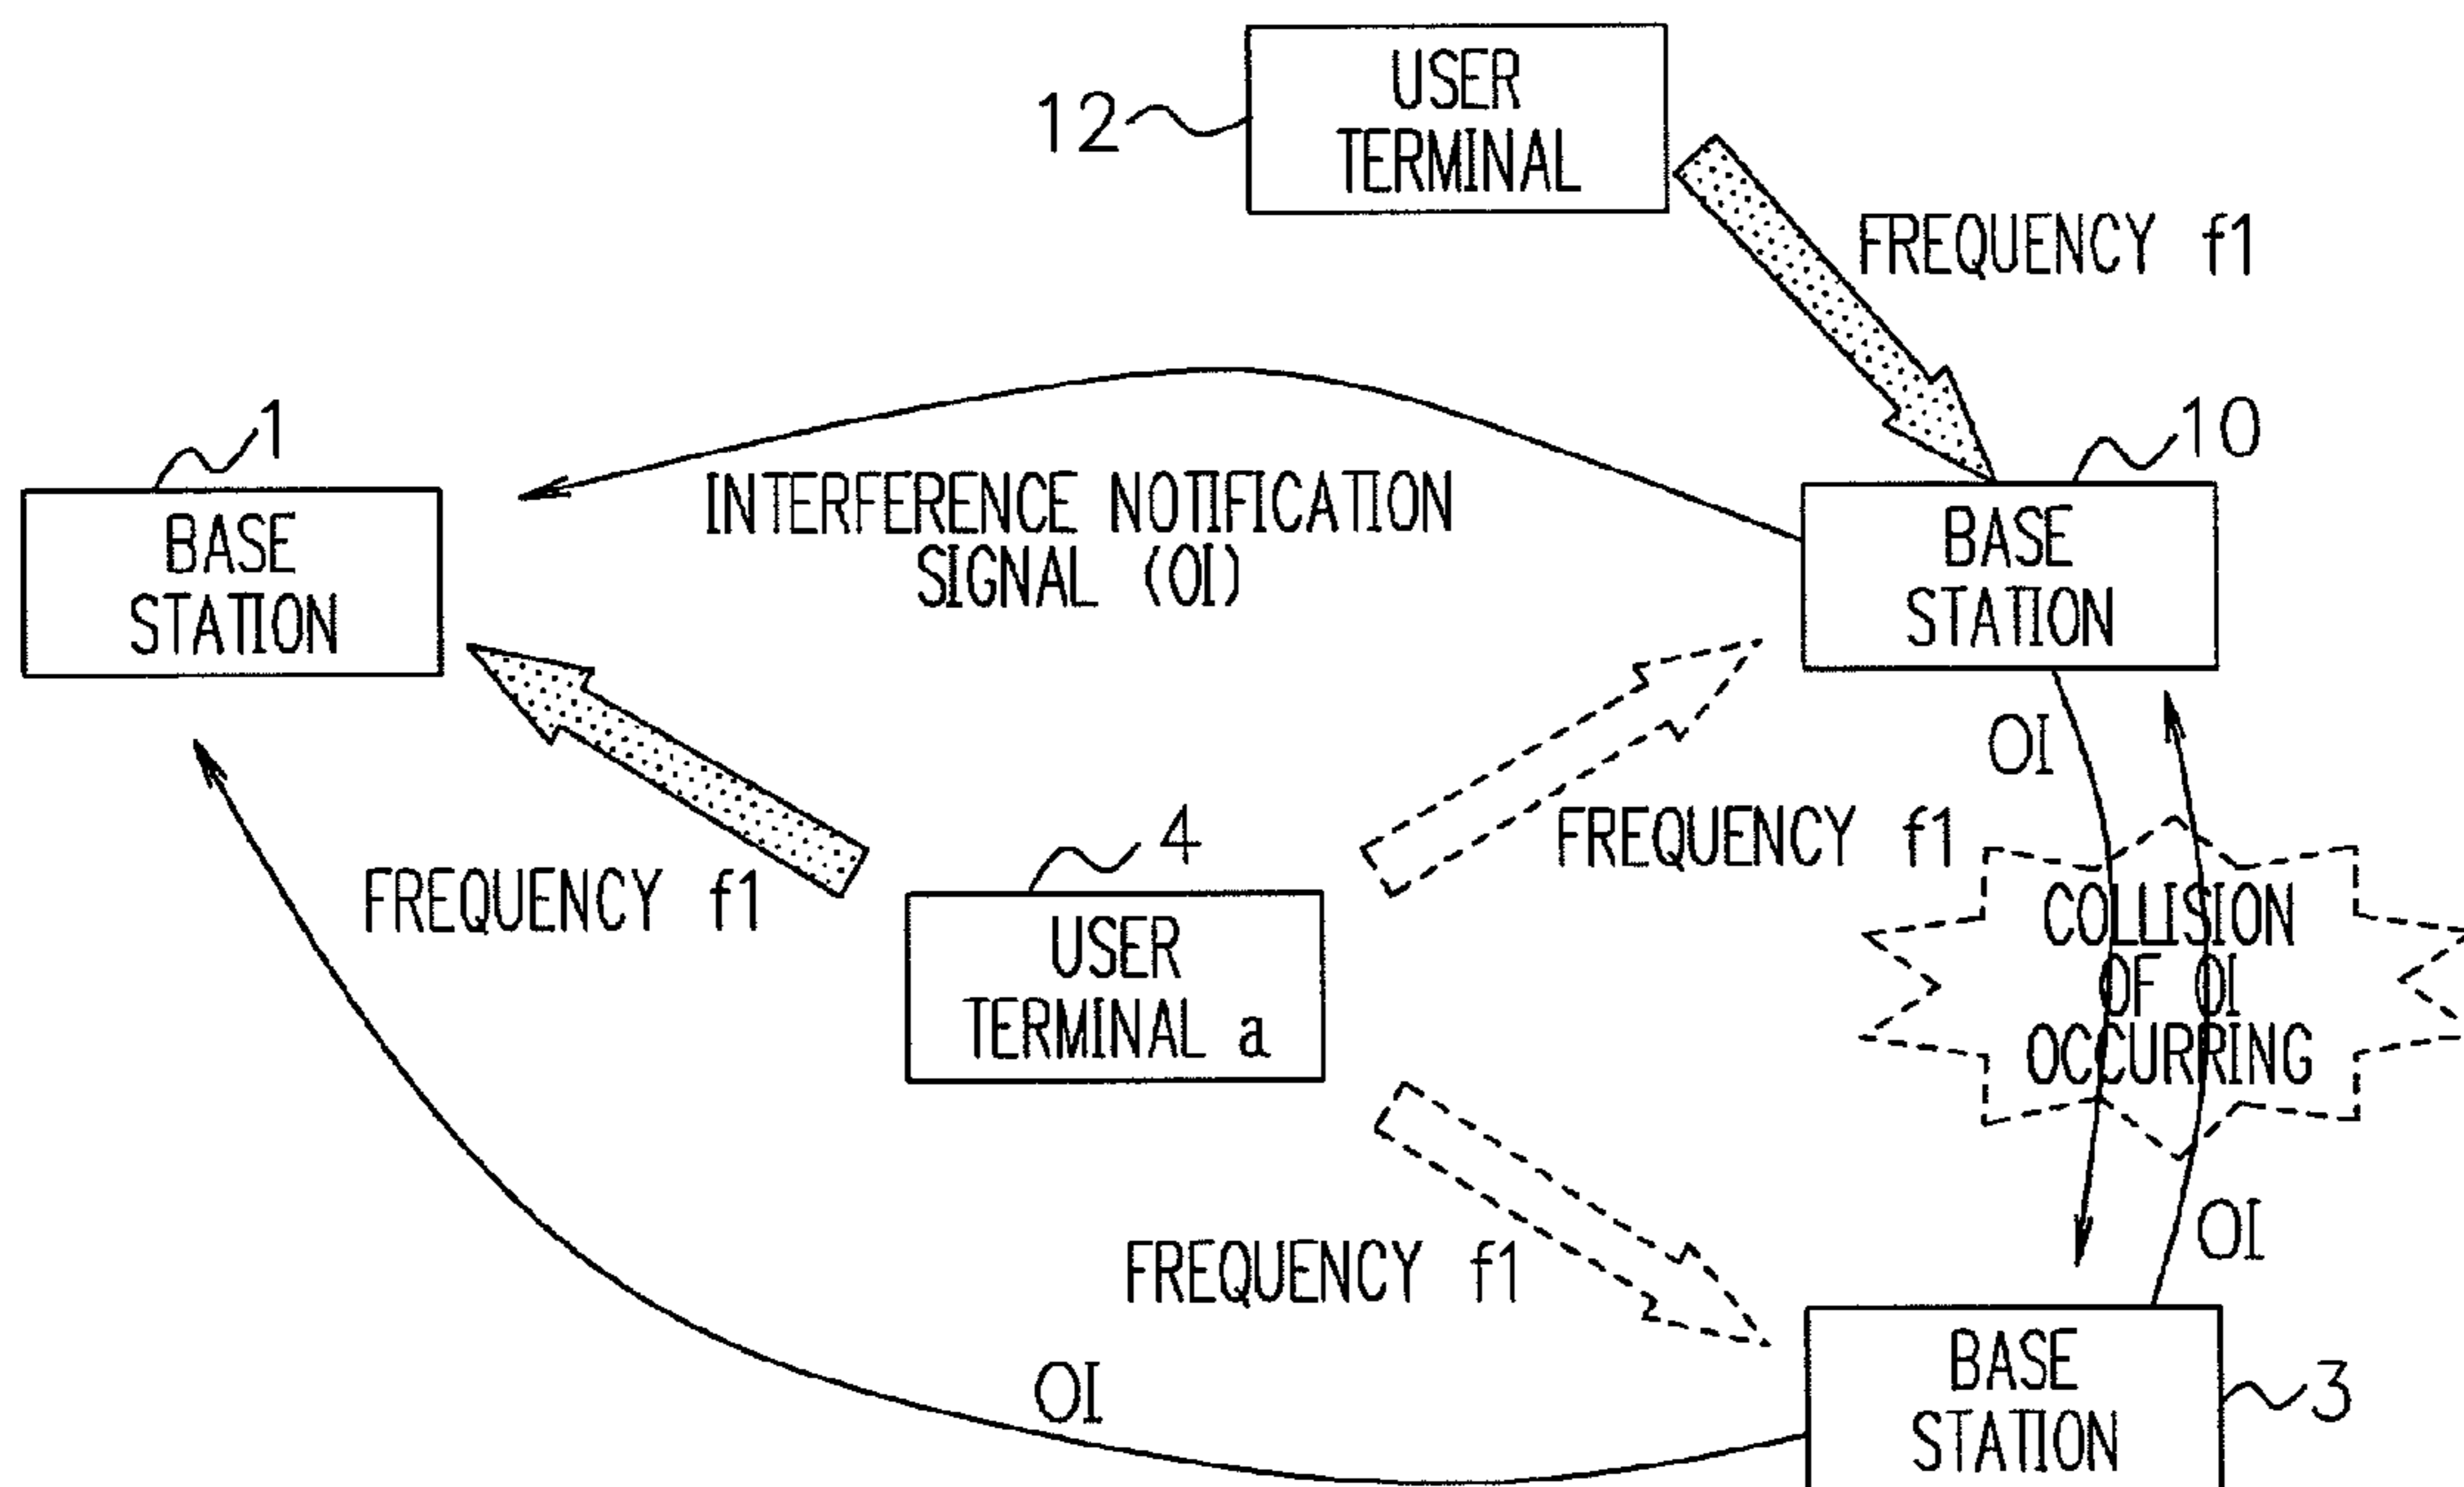 12
USER
TERMINAL
FREQUENCY f1
1
BASE
STATION
INTERFERENCE NOTIFICATION
SIGNAL (OI)
10
BASE
STATION
OI
FREQUENCY f1
4
USER
TERMINAL a
FREQUENCY f1
COLLISION
OF OI
OCCURRING
FREQUENCY f1
OI
OI
BASE
STATION
3